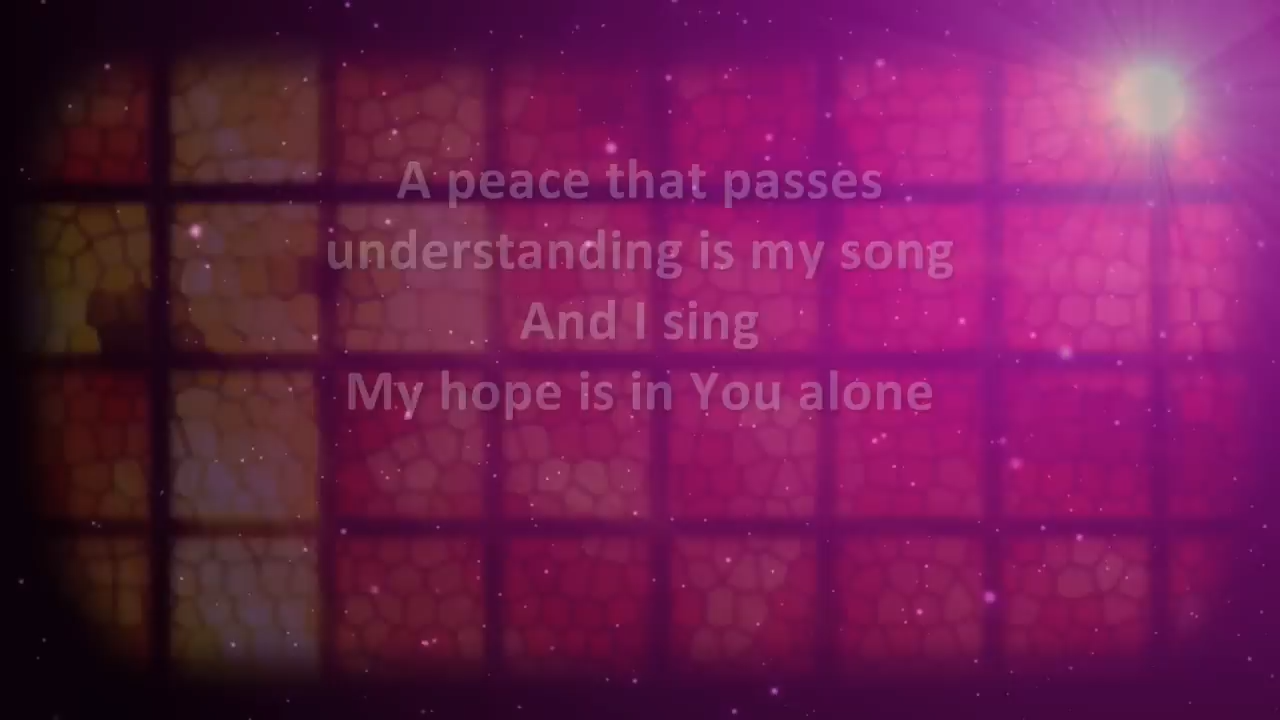 A peace that passes
understanding is my song
And I sing
My hope is in You alone